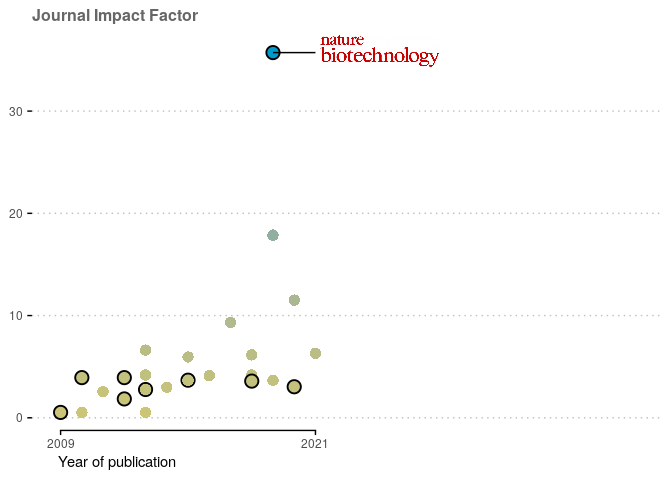 Journal Impact Factor
nature
biotechnology
30
20
10
0
2009
2021
Year of publication